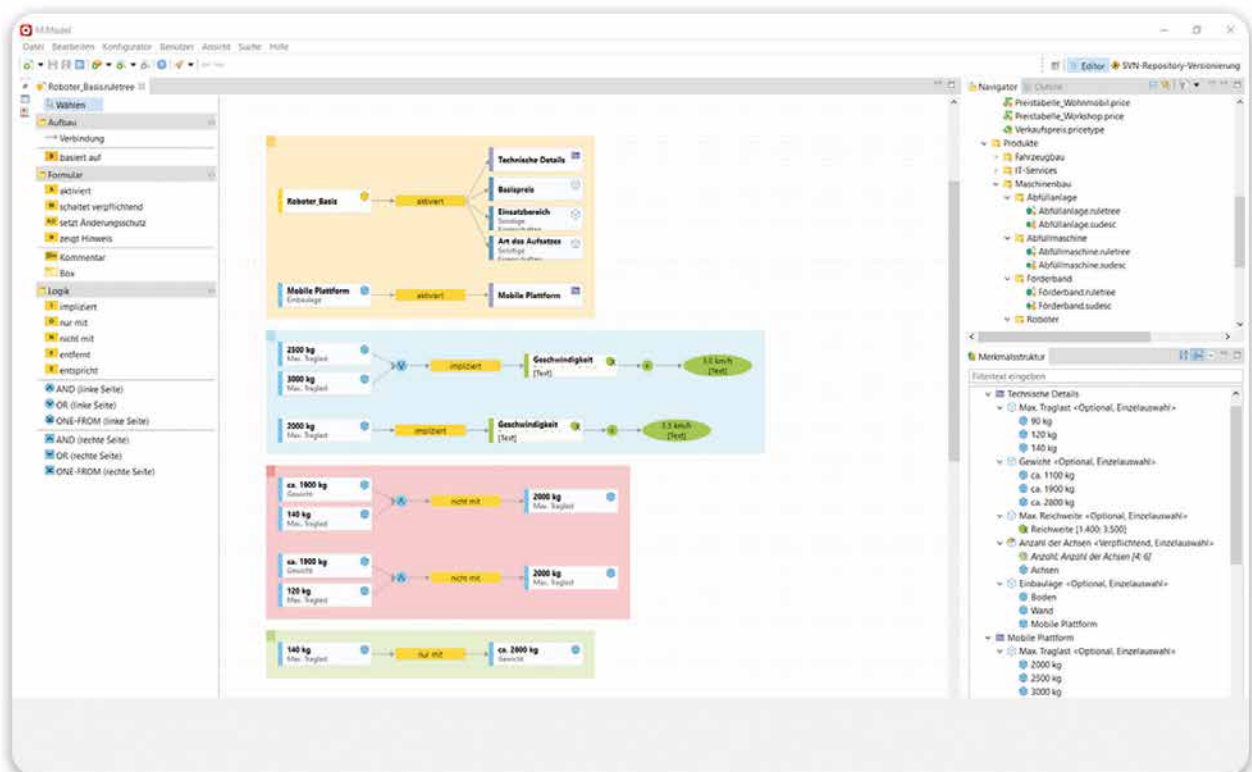 M.Model
Datei Bearbeiten Konfigurator Benutzer Ansicht Suche Hilfe
Editor SVN-Repository-Versionierung
Roboter_Basisruletree
Wählen
Aufbau
Verbindung
basiert auf
Formular
aktiviert
schaltet verpflichtend
setzt Änderungsschutz
zeigt Hinweis
Kommentar
Box
Logik
impliziert
nur mit
nicht mit
entfernt
entspricht
AND (linke Seite)
OR (linke Seite)
ONE-FROM (linke Seite)
AND (rechte Seite)
OR (rechte Seite)
ONE-FROM (rechte Seite)
Roboter_Basis
aktiviert
Technische Details
Basispreis
Einsatzbereich
Sonstige
Art des Aufsatzes
Sonstige
Mobile Plattform
Einbaulage
aktiviert
Mobile Plattform
2500 kg
Max. Traglast
3000 kg
Max. Traglast
impliziert
Geschwindigkeit
[Text]
[Text]
2000 kg
Max. Traglast
impliziert
Geschwindigkeit
[Text]
[Text]
ca. 1900 kg
Gewicht
140 kg
Max. Traglast
nicht mit
2000 kg
Max. Traglast
ca. 1900 kg
Gewicht
120 kg
Max. Traglast
nicht mit
2000 kg
Max. Traglast
140 kg
Max. Traglast
nur mit
ca. 2800 kg
Gewicht
Navigator Outline
Preistabelle_Wohnmobil.price
Preistabelle_Workshop.price
Verkaufspreis.pricetype
Produkte
Fahrzeugbau
IT-Services
Maschinenbau
Abfüllanlage
Abfüllanlage.ruletree
Abfüllanlage.sudesc
Abfüllmaschine
Abfüllmaschine.ruletree
Abfüllmaschine.sudesc
Förderband
Förderband.ruletree
Förderband.sudesc
Roboter
Merkmalsstruktur
Filtertext eingeben
Technische Details
Max. Traglast <Optional, Einzelauswahl>
90 kg
120 kg
140 kg
Gewicht <Optional, Einzelauswahl>
ca. 1100 kg
ca. 1900 kg
ca. 2800 kg
Max. Reichweite <Optional, Einzelauswahl>
Reichweite [1.400; 3.500]
Anzahl der Achsen <Verpflichtend, Einzelauswahl>
Anzahl: Anzahl der Achsen [4; 6]
Achsen
Einbaulage <Optional, Einzelauswahl>
Boden
Wand
Mobile Plattform
Mobile Plattform
Max. Traglast <Optional, Einzelauswahl>
2000 kg
2500 kg
3000 kg